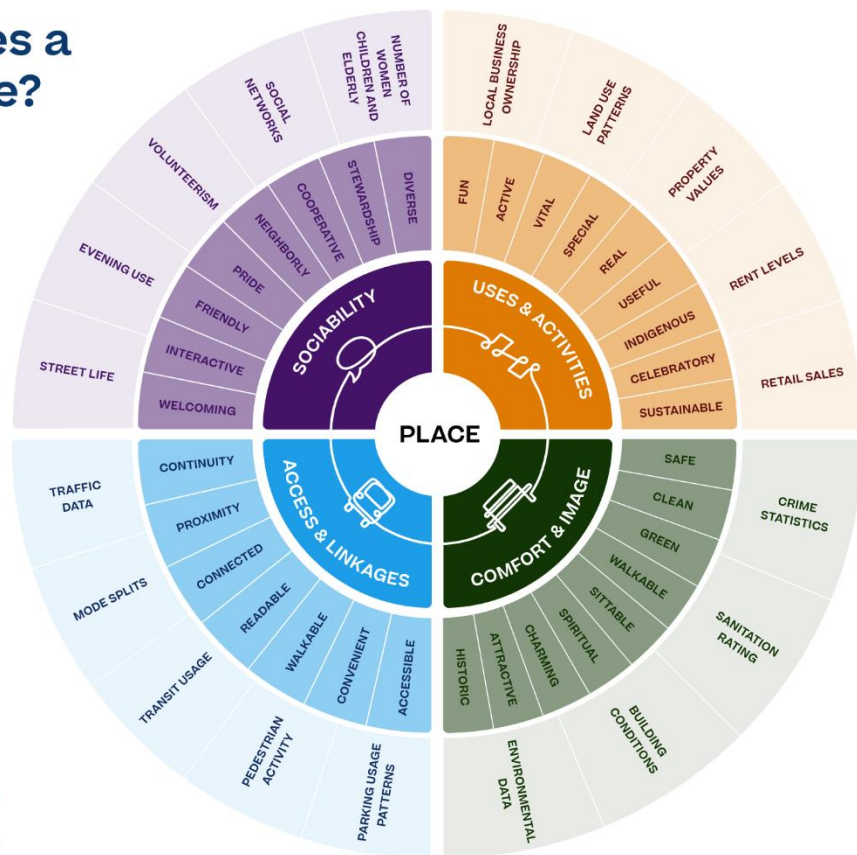 es a
e?
NUMBER OF
WOMEN
CHILDREN AND
ELDERLY
SOCIAL
NETWORKS
VOLUNTEERISM
EVENING USE
STREET LIFE
DIVERSE
STEWARDSHIP
COOPERATIVE
NEIGHBORLY
PRIDE
FRIENDLY
INTERACTIVE
WELCOMING
SOCIABILITY
LOCAL BUSINESS
OWNERSHIP
LAND USE
PATTERNS
PROPERTY
VALUES
RENT LEVELS
RETAIL SALES
FUN
ACTIVE
VITAL
SPECIAL
REAL
USEFUL
INDIGENOUS
CELEBRATORY
SUSTAINABLE
USES & ACTIVITIES
PLACE
ACCESS & LINKAGES
CONTINUITY
PROXIMITY
CONNECTED
READABLE
WALKABLE
CONVENIENT
ACCESSIBLE
TRAFFIC
DATA
MODE SPLITS
TRANSIT USAGE
PEDESTRIAN
ACTIVITY
PARKING USAGE
PATTERNS
COMFORT & IMAGE
SAFE
CLEAN
GREEN
WALKABLE
SITTABLE
SPIRITUAL
CHARMING
ATTRACTIVE
HISTORIC
CRIME
STATISTICS
SANITATION
RATING
BUILDING
CONDITIONS
ENVIRONMENTAL
DATA